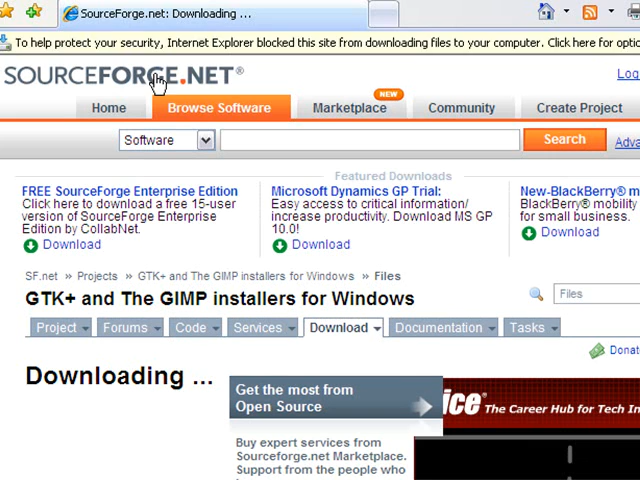 SourceForge.net: Downloading ...
To help protect your security, Internet Explorer blocked this site from downloading files to your computer. Click here for
SOURCEFORGE.NET®
Home
Browse Software
Marketplace
NEW
Community
Create Project
Software
Search
Featured Downloads
FREE SourceForge Enterprise Edition
Click here to download a free 15-user
version of SourceForge Enterprise
Edition by CollabNet.
Download
Microsoft Dynamics GP Trial:
Easy access to critical information/
increase productivity. Download MS GP
10.0!
Download
New-BlackBerry®
BlackBerry® mobility
for small business.
Download
SF.net » Projects » GTK+ and The GIMP installers for Windows » Files
GTK+ and The GIMP installers for Windows
Files
Project
Forums
Code
Services
Download
Documentation
Tasks
Downloading ...
Get the most from
Open Source
The Career Hub for Tech
Buy expert services from
Sourceforge.net Marketplace.
Support from the people who